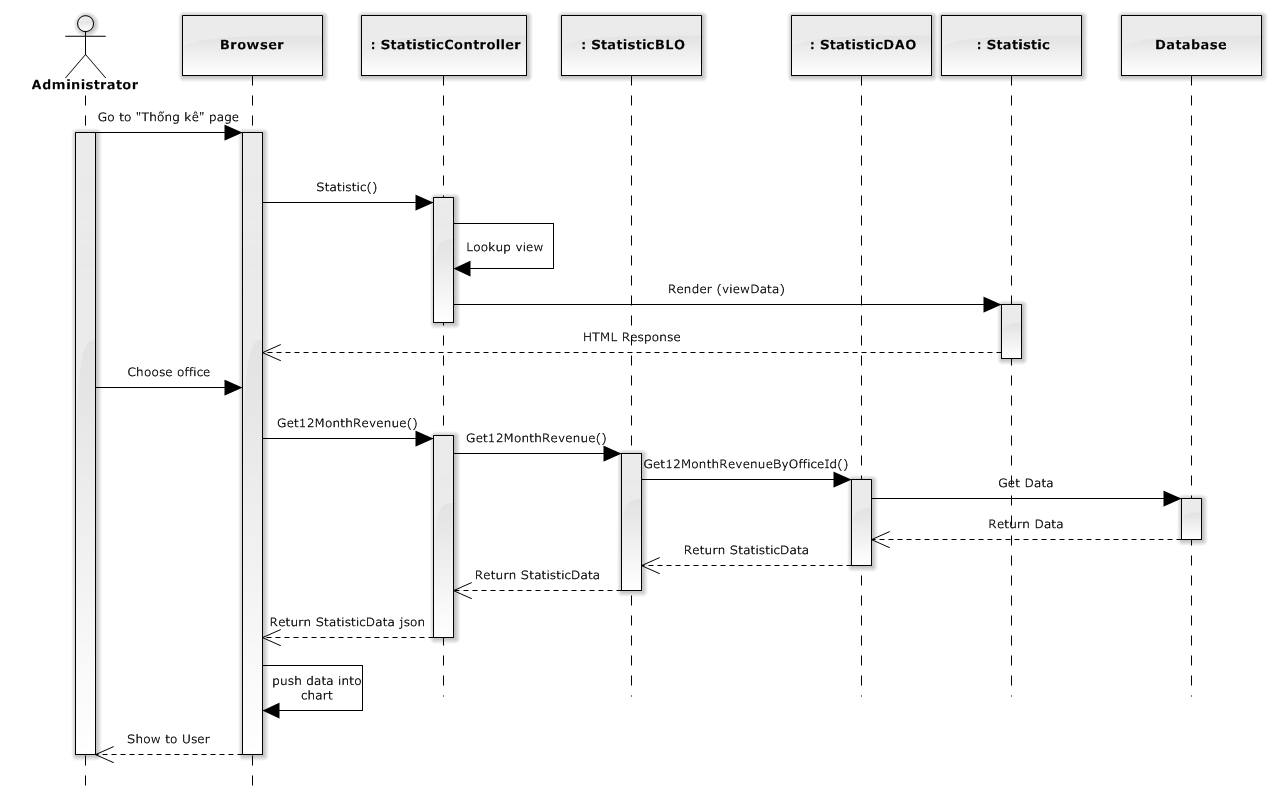 Browser
: StatisticController
: StatisticBLO
: StatisticDAO
: Statistic
Database
Administrator
Go to "Thống kê" page
Statistic()
Lookup view
Render (viewData)
HTML Response
Choose office
Get12MonthRevenue()
Get12MonthRevenue()
Get12MonthRevenueByOfficeId()
Get Data
Return Data
Return StatisticData
Return StatisticData
Return StatisticData json
push data into
chart
Show to User